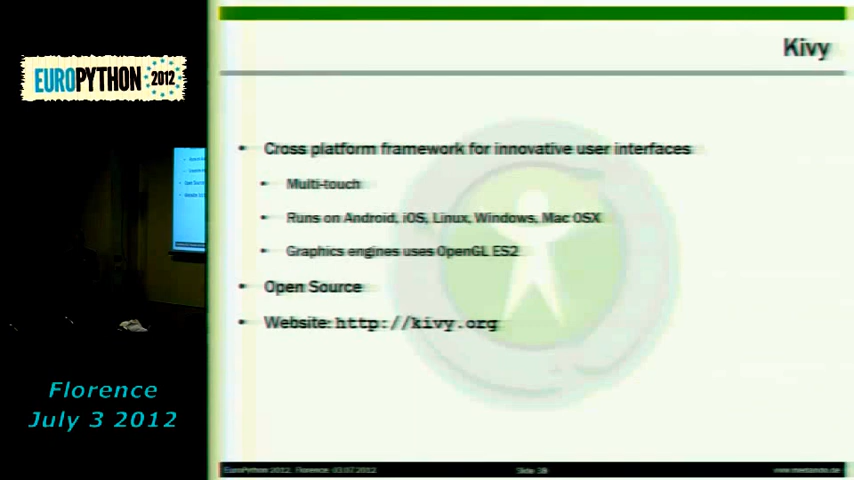 Kivy
EUROPYTHON 2012
• Cross platform framework for innovative user interfaces
• Multi-touch
• Runs on Android, iOS, Linux, Windows, Mac OSX
• Graphics engines uses OpenGL ES2
• Open Source
• Website: http://kivy.org
Florence
July 3 2012
EuroPython 2012, Florence, 03.07.2012
Slide 39